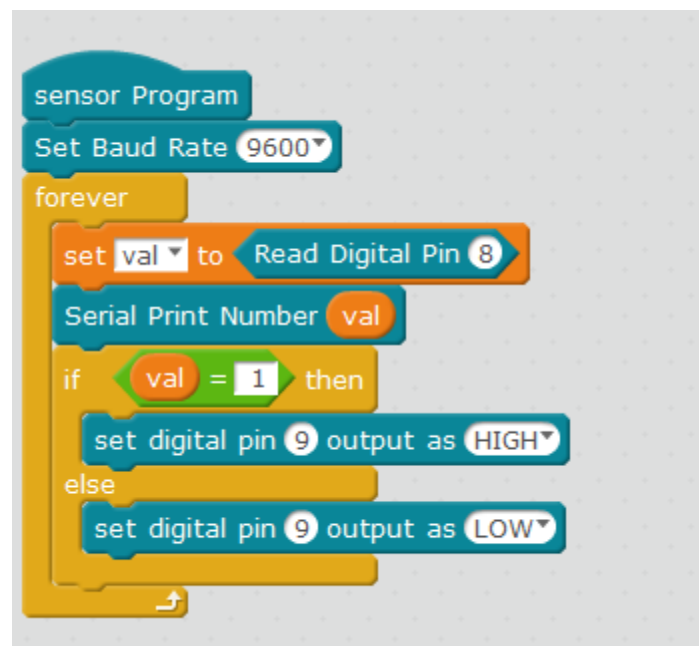 sensor Program
Set Baud Rate 9600
forever
set val to Read Digital Pin 8
Serial Print Number val
if val = 1 then
set digital pin 9 output as HIGH
else
set digital pin 9 output as LOW